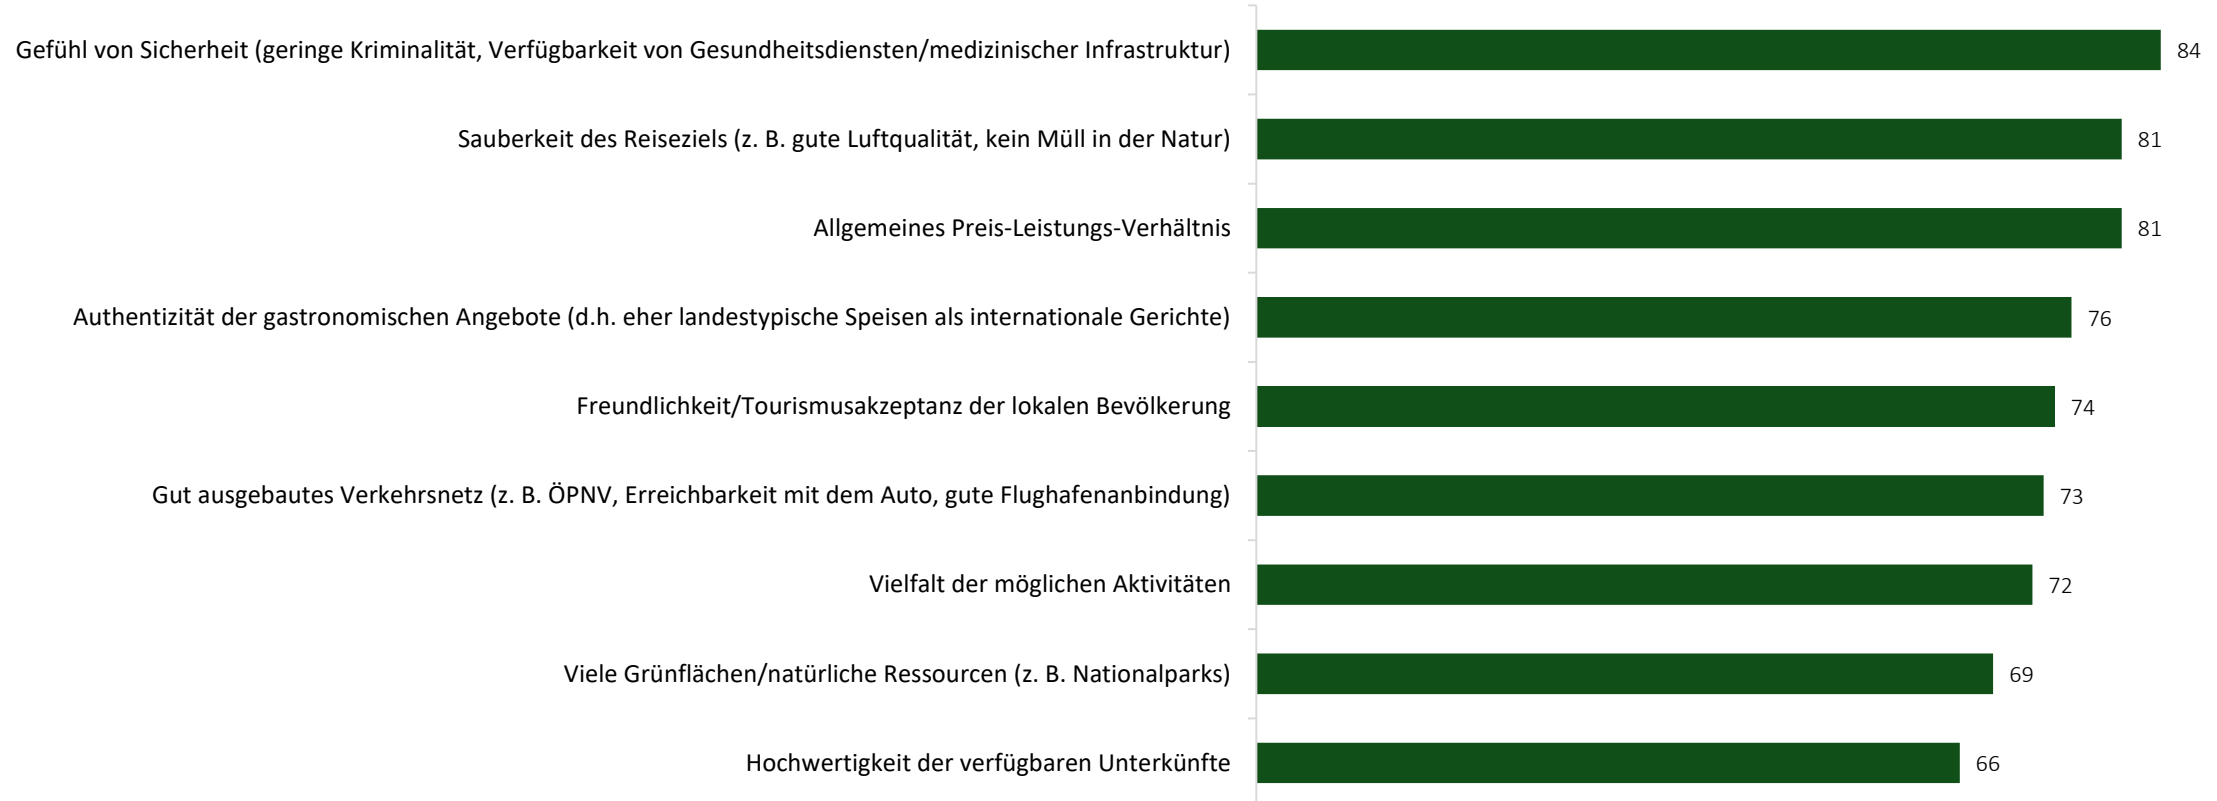 Gefühl von Sicherheit (geringe Kriminalität, Verfügbarkeit von Gesundheitsdiensten/medizinischer Infrastruktur) 84
Sauberkeit des Reiseziels (z. B. gute Luftqualität, kein Müll in der Natur) 81
Allgemeines Preis-Leistungs-Verhältnis 81
Authentizität der gastronomischen Angebote (d.h. eher landestypische Speisen als internationale Gerichte) 76
Freundlichkeit/Tourismusakzeptanz der lokalen Bevölkerung 74
Gut ausgebautes Verkehrsnetz (z. B. ÖPNV, Erreichbarkeit mit dem Auto, gute Flughafenanbindung) 73
Vielfalt der möglichen Aktivitäten 72
Viele Grünflächen/natürliche Ressourcen (z. B. Nationalparks) 69
Hochwertigkeit der verfügbaren Unterkünfte 66